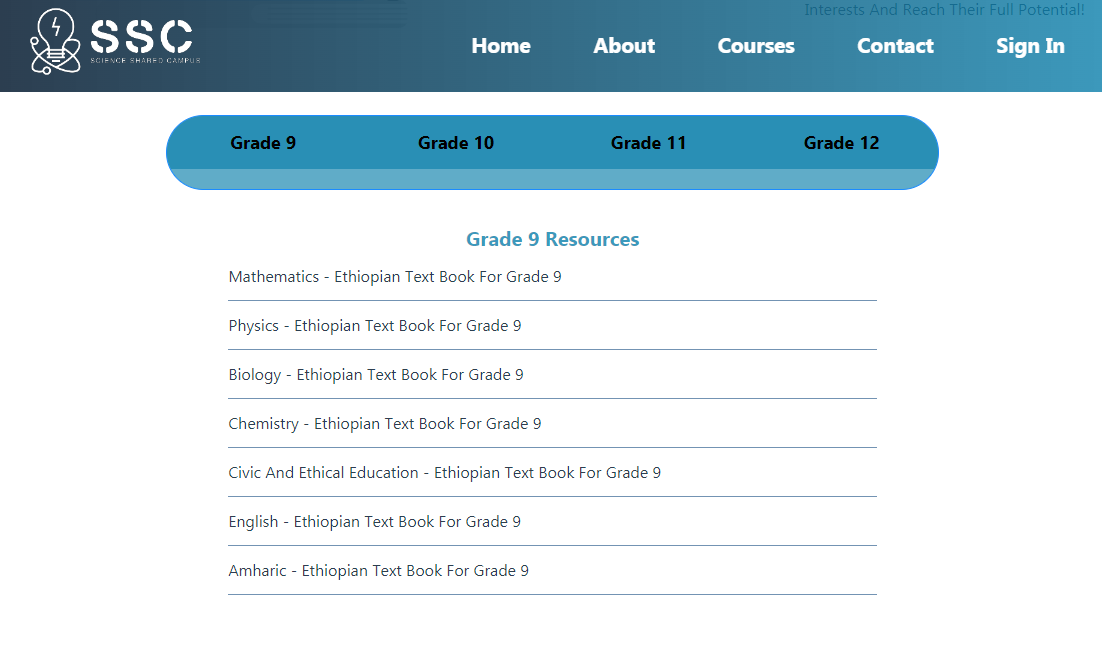 Interests And Reach Their Full Potential!
SSC
SCIENCE SHARED CAMPUS
Home About Courses Contact Sign In
Grade 9 Grade 10 Grade 11 Grade 12
Grade 9 Resources
Mathematics - Ethiopian Text Book For Grade 9
Physics - Ethiopian Text Book For Grade 9
Biology - Ethiopian Text Book For Grade 9
Chemistry - Ethiopian Text Book For Grade 9
Civic And Ethical Education - Ethiopian Text Book For Grade 9
English - Ethiopian Text Book For Grade 9
Amharic - Ethiopian Text Book For Grade 9